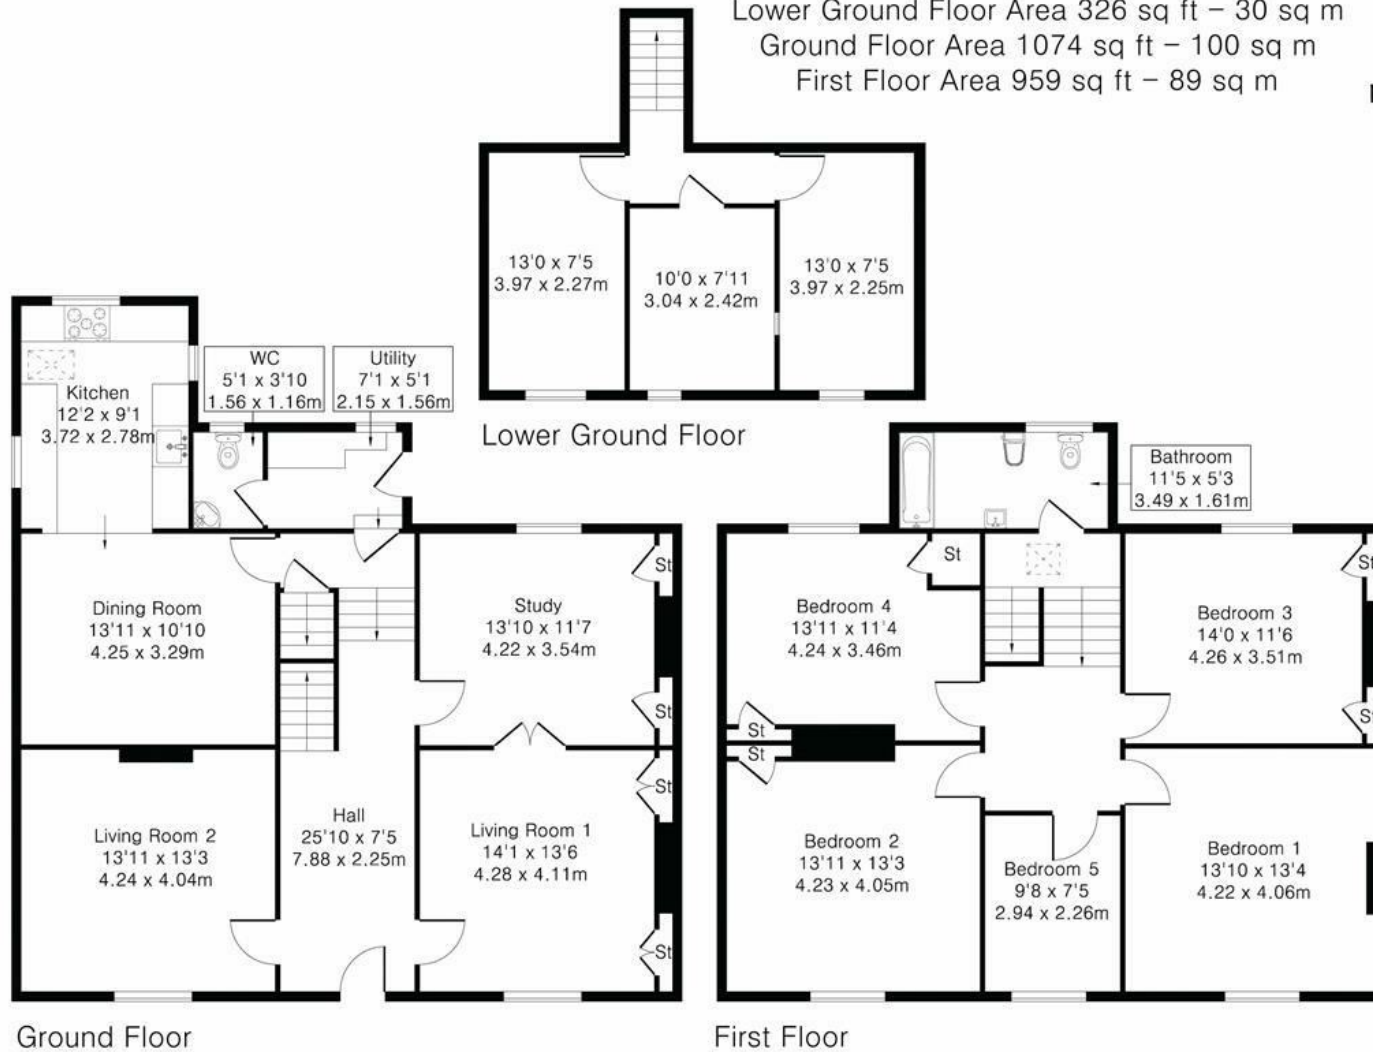 Lower Ground Floor Area 326 sq ft – 30 sq m
Ground Floor Area 1074 sq ft – 100 sq m
First Floor Area 959 sq ft – 89 sq m
13'0 x 7'5
3.97 x 2.27m
10'0 x 7'11
3.04 x 2.42m
13'0 x 7'5
3.97 x 2.25m
Lower Ground Floor
Kitchen
12'2 x 9'1
3.72 x 2.78m
WC
5'1 x 3'10
1.56 x 1.16m
Utility
7'1 x 5'1
2.15 x 1.56m
Dining Room
13'11 x 10'10
4.25 x 3.29m
Study
13'10 x 11'7
4.22 x 3.54m
St
St
Living Room 2
13'11 x 13'3
4.24 x 4.04m
Hall
25'10 x 7'5
7.88 x 2.25m
Living Room 1
14'1 x 13'6
4.28 x 4.11m
St
St
Ground Floor
Bathroom
11'5 x 5'3
3.49 x 1.61m
St
Bedroom 4
13'11 x 11'4
4.24 x 3.46m
St
St
Bedroom 3
14'0 x 11'6
4.26 x 3.51m
St
St
Bedroom 2
13'11 x 13'3
4.23 x 4.05m
Bedroom 5
9'8 x 7'5
2.94 x 2.26m
Bedroom 1
13'10 x 13'4
4.22 x 4.06m
First Floor